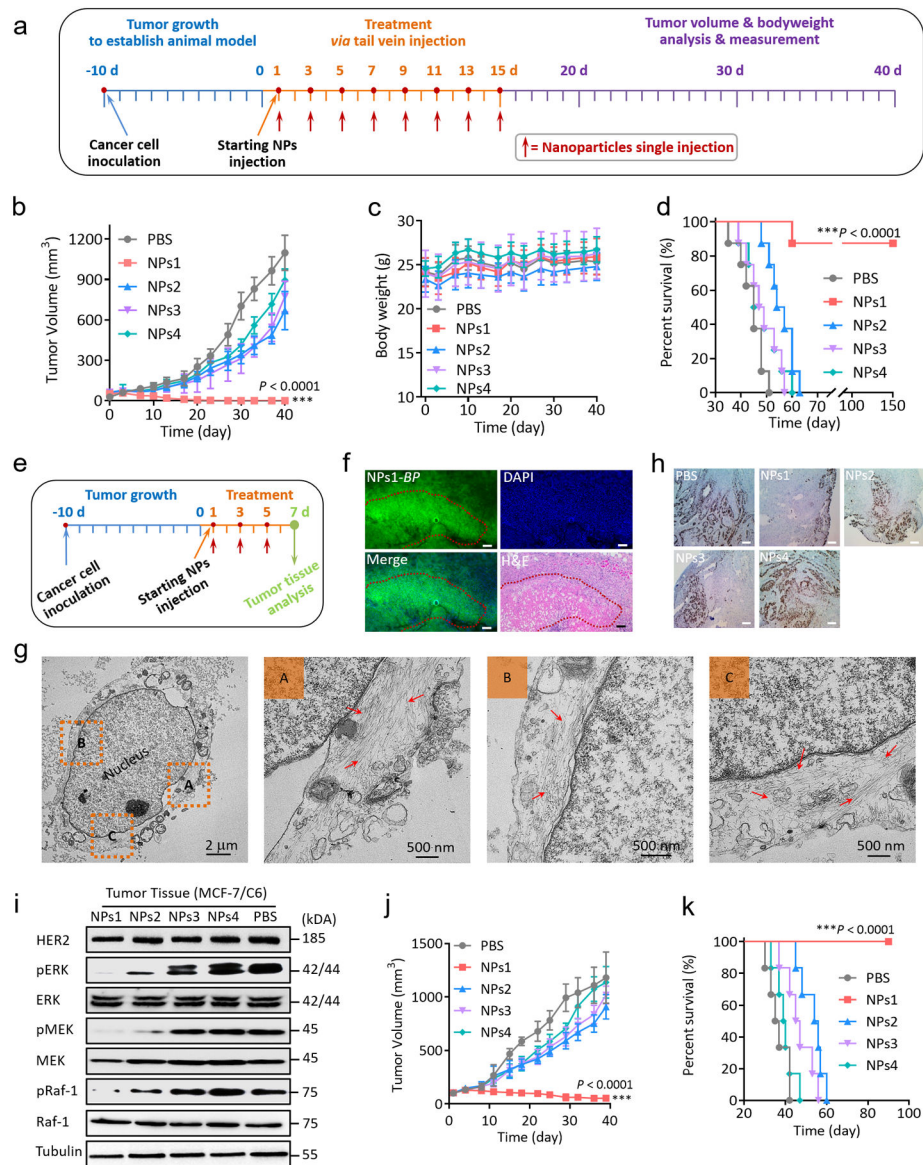 a
Tumor growth
to establish animal model
Treatment
via tail vein injection
Tumor volume & bodyweight
analysis & measurement
-10 d 0 1 3 5 7 9 11 13 15 d 20 d 30 d 40 d
Cancer cell
inoculation
Starting NPs
injection
= Nanoparticles single injection
b
Tumor Volume (mm³)
1200
900
600
300
0
PBS
NPs1
NPs2
NPs3
NPs4
P < 0.0001
***
0 10 20 30 40
Time (day)
c
Body weight (g)
30
25
20
15
10
PBS
NPs1
NPs2
NPs3
NPs4
0 10 20 30 40
Time (day)
d
Percent survival (%)
100
80
60
40
20
0
***P < 0.0001
PBS
NPs1
NPs2
NPs3
NPs4
30 40 50 60 70 100 150
Time (day)
e
Tumor growth
Treatment
-10 d 0 1 3 5 7 d
Cancer cell
inoculation
Starting NPs
injection
Tumor tissue
analysis
f
NPs1-BP
DAPI
Merge
H&E
h
PBS
NPs1
NPs2
NPs3
NPs4
g
B
Nucleus
A
C
2 μm
A
500 nm
B
500 nm
C
500 nm
i
Tumor Tissue (MCF-7/C6)
NPs1 NPs2 NPs3 NPs4 PBS (kDA)
HER2 185
pERK 42/44
ERK 42/44
pMEK 45
MEK 45
pRaf-1 75
Raf-1 75
Tubulin 55
j
Tumor Volume (mm³)
1500
1000
500
0
PBS
NPs1
NPs2
NPs3
NPs4
P < 0.0001
***
0 10 20 30 40
Time (day)
k
Percent survival (%)
100
80
60
40
20
0
***P < 0.0001
PBS
NPs1
NPs2
NPs3
NPs4
20 40 60 80 100
Time (day)